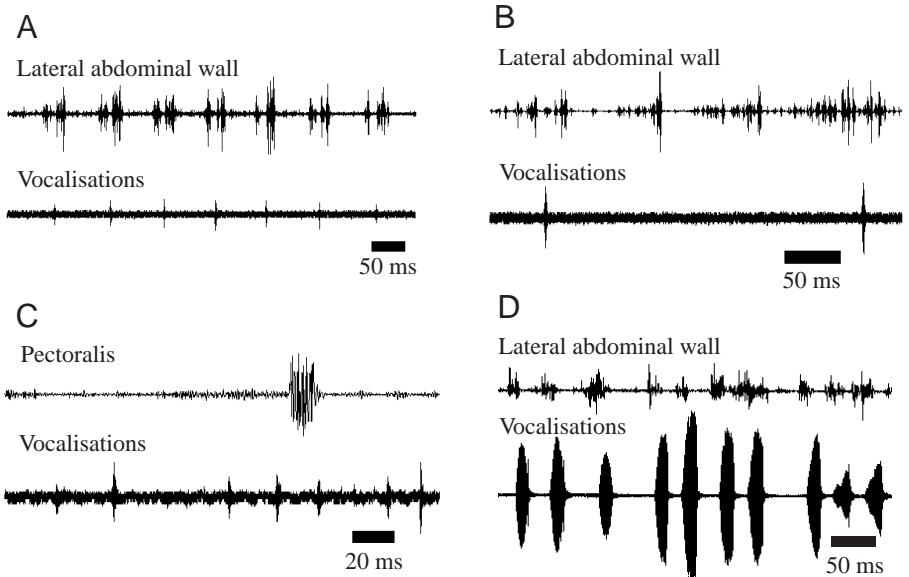 A
Lateral abdominal wall
Vocalisations
50 ms
B
Lateral abdominal wall
Vocalisations
50 ms
C
Pectoralis
Vocalisations
20 ms
D
Lateral abdominal wall
Vocalisations
50 ms